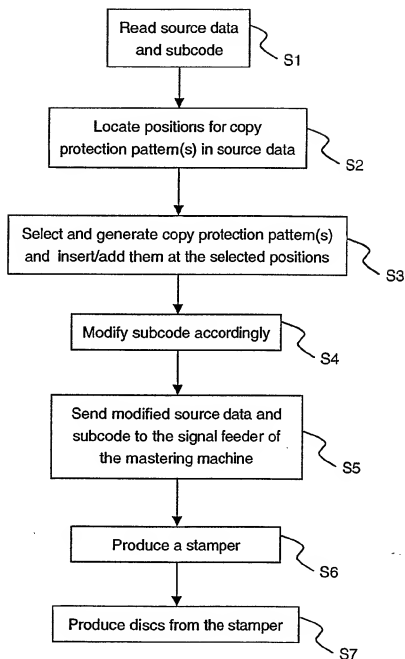 Read source data
and subcode
S1
Locate positions for copy
protection pattern(s) in source data
S2
Select and generate copy protection pattern(s)
and insert/add them at the selected positions
S3
Modify subcode accordingly
S4
Send modified source data and
subcode to the signal feeder of
the mastering machine
S5
Produce a stamper
S6
Produce discs from the stamper
S7